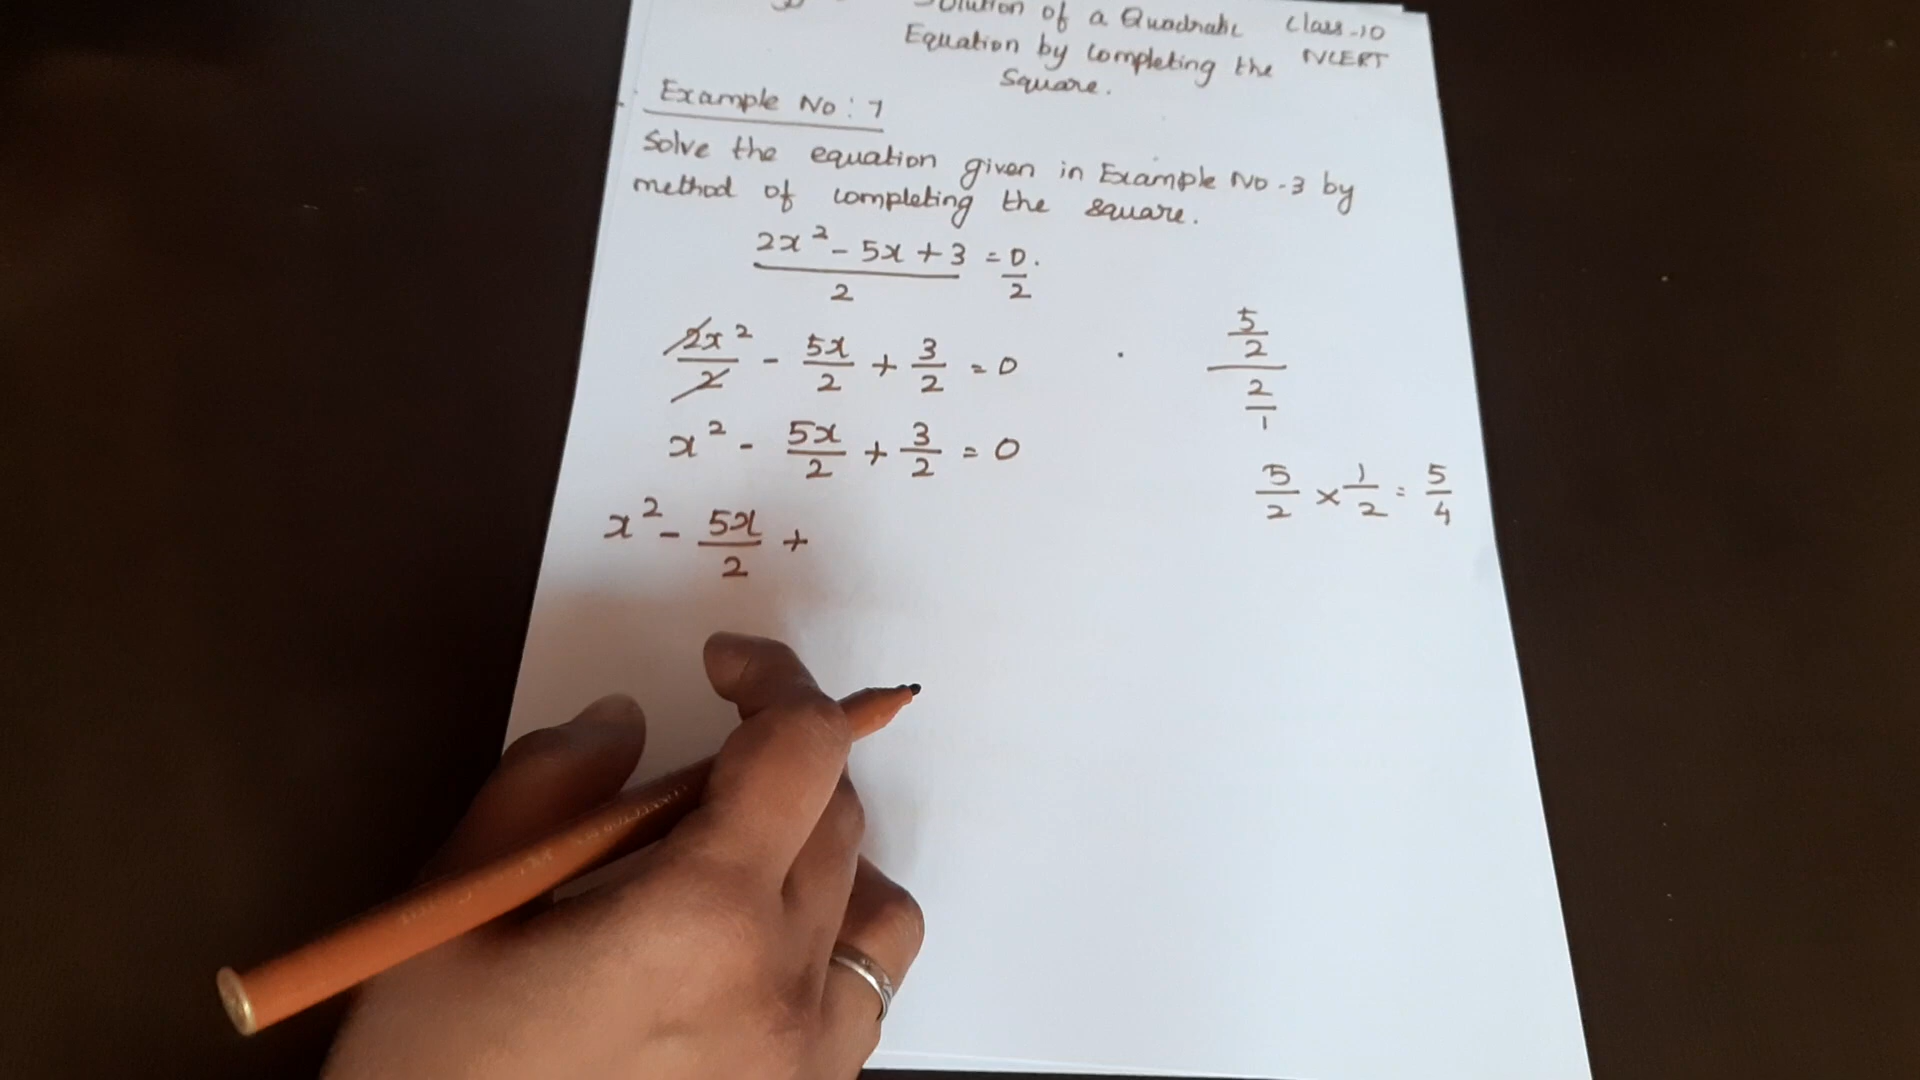 Solution of a Quadratic Class-10
Equation by Completing the NCERT
Square.
Example No : 7
Solve the equation given in Example No-3 by
method of completing the square.
2x² - 5x + 3 = 0.
2 2
2x²/2 - 5x/2 + 3/2 = 0
x² - 5x/2 + 3/2 = 0
x² - 5x/2 +
5/2
2/1
5/2 × 1/2 = 5/4